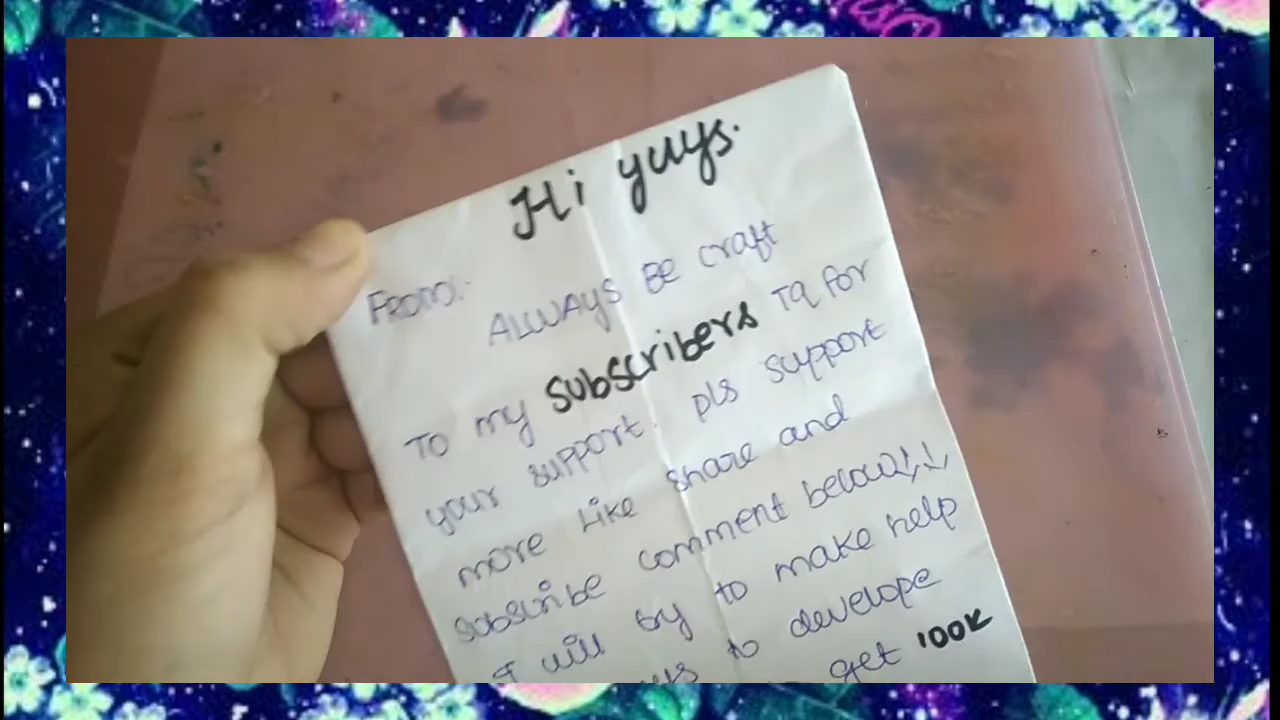 Hi yuys.
From:-
ALWAYS BE craft
To my SUBSCRIBERS TQ For
your support. pls support
more Like share and
subscribe comment below!!,
I will try to make help
to develope
get 100K